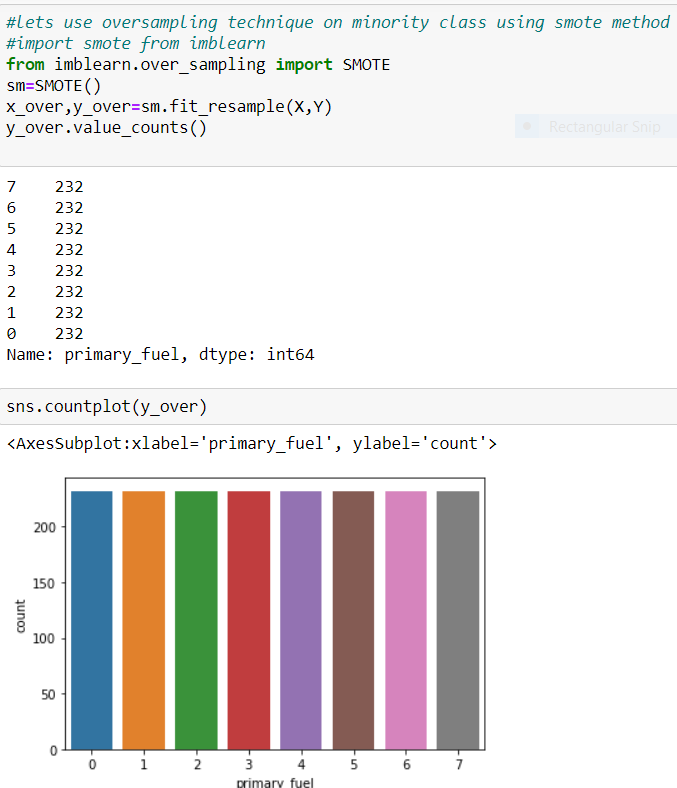 #lets use oversampling technique on minority class using smote method
#import smote from imblearn
from imblearn.over_sampling import SMOTE
sm=SMOTE()
x_over,y_over=sm.fit_resample(X,Y)
y_over.value_counts()
Rectangular Snip
7 232
6 232
5 232
4 232
3 232
2 232
1 232
0 232
Name: primary_fuel, dtype: int64
sns.countplot(y_over)
<AxesSubplot:xlabel='primary_fuel', ylabel='count'>
200
150
100
50
0
count
0 1 2 3 4 5 6 7
primary_fuel